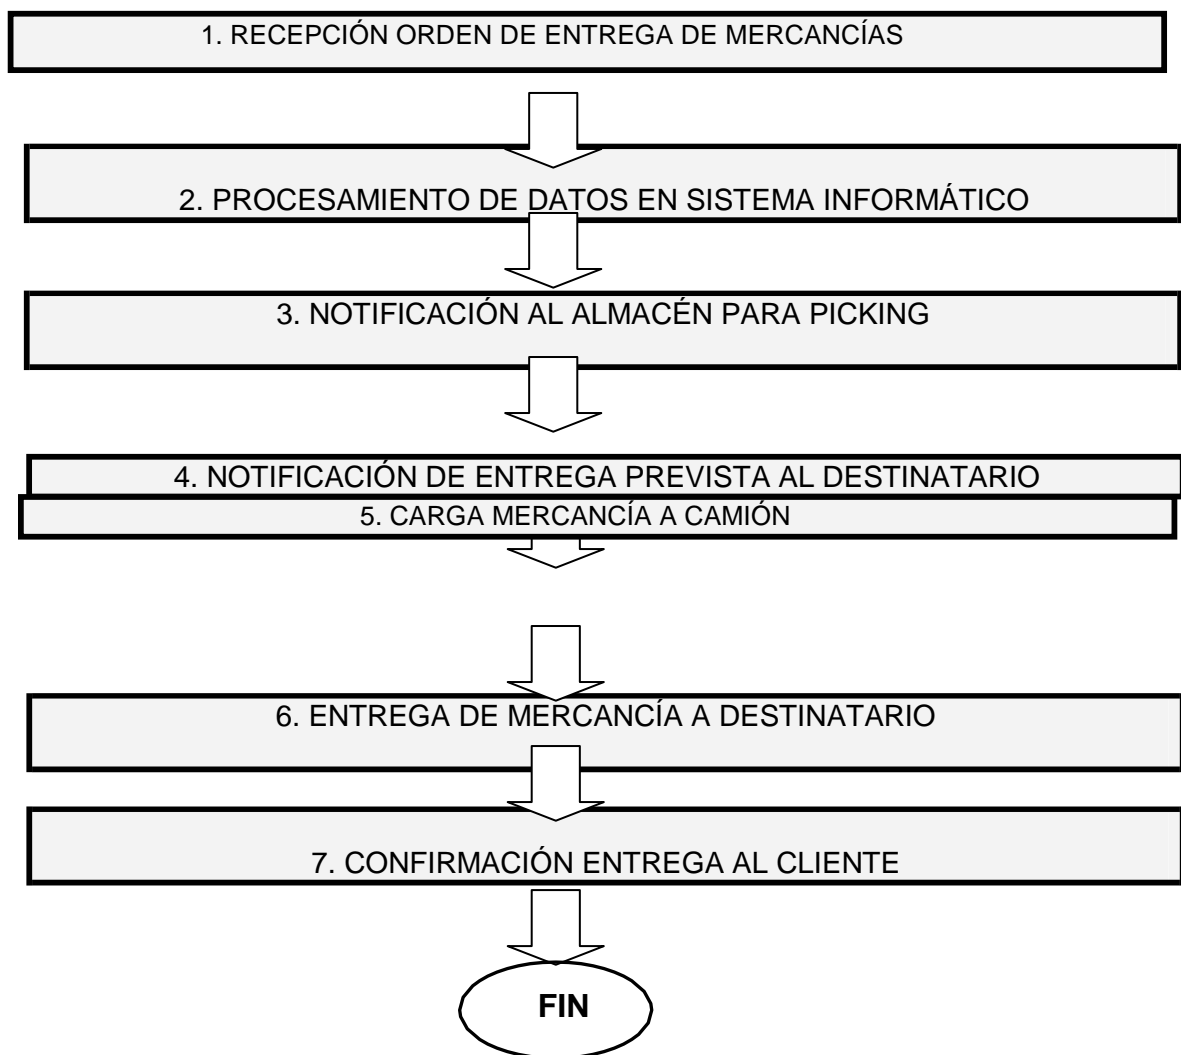 1. RECEPCIÓN ORDEN DE ENTREGA DE MERCANCÍAS
2. PROCESAMIENTO DE DATOS EN SISTEMA INFORMÁTICO
3. NOTIFICACIÓN AL ALMACÉN PARA PICKING
4. NOTIFICACIÓN DE ENTREGA PREVISTA AL DESTINATARIO
5. CARGA MERCANCÍA A CAMIÓN
6. ENTREGA DE MERCANCÍA A DESTINATARIO
7. CONFIRMACIÓN ENTREGA AL CLIENTE
FIN